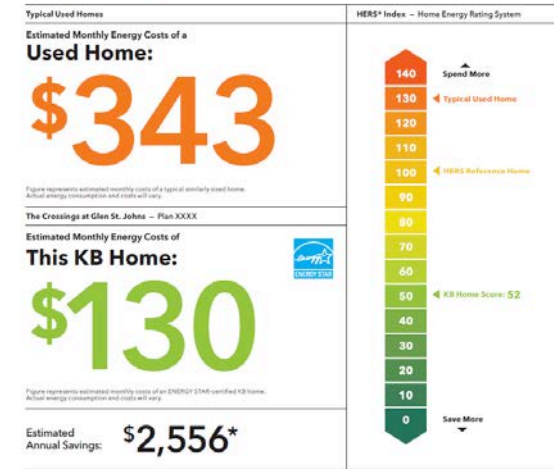 Typical Used Homes
Estimated Monthly Energy Costs of a
Used Home:
$343
Figure represents estimated monthly costs of a typical similarly sized home.
Actual energy consumption and costs will vary.
The Crossings at Glen St. Johns – Plan XXXX
Estimated Monthly Energy Costs of
This KB Home:
energy
ENERGY STAR
$130
Figure represents estimated monthly costs of an ENERGY STAR certified KB home.
Actual energy consumption and costs will vary.
Estimated
Annual Savings:
$2,556*
HERS® Index – Home Energy Rating System
140
Spend More
130
Typical Used Home
120
110
100
HERS Reference Home
90
80
70
60
50
KB Home Score: 52
40
30
20
10
0
Save More